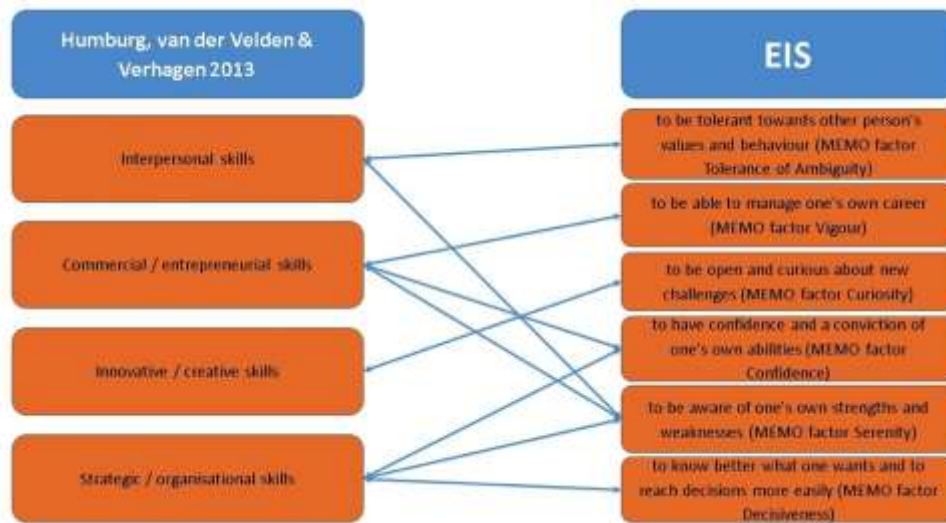 Humburg, van der Velden &
Verhagen 2013
Interpersonal skills
Commercial / entrepreneurial skills
Innovative / creative skills
Strategic / organisational skills
EIS
to be tolerant towards other person's
values and behaviour (MEMO factor
Tolerance of Ambiguity)
to be able to manage one's own career
(MEMO factor Vigour)
to be open and curious about new
challenges (MEMO factor Curiosity)
to have confidence and a conviction of
one's own abilities (MEMO factor
Confidence)
to be aware of one's own strengths and
weaknesses (MEMO factor Serenity)
to know better what one wants and to
reach decisions more easily (MEMO factor
Decisiveness)